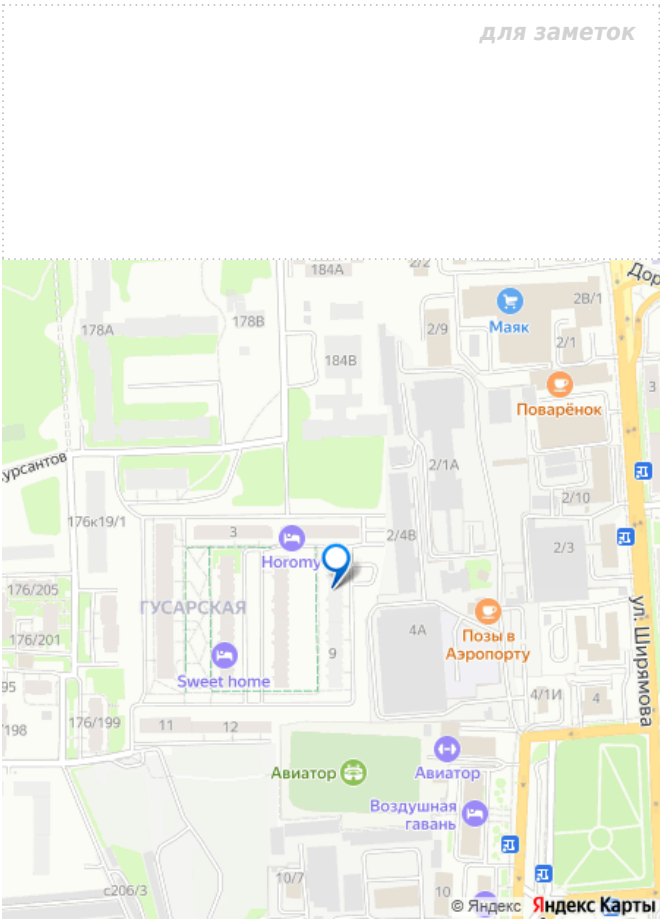 для заметок
184А
2/2
Дор
178А
178В
2/9
Маяк
2В/1
2/1
184В
3
Поварёнок
урсантов
2/1А
176к19/1
2/10
3
Horomy
2/4В
2/3
176/205
ГУСАРСКАЯ
176/201
4А
Позы в
Аэропорту
ул. Ширямова
9
Sweet home
95
4/1И
4
/198
176/199
11
12
Авиатор
Авиатор
Воздушная
гавань
10/7
с206/3
10
© Яндекс Яндекс Карты